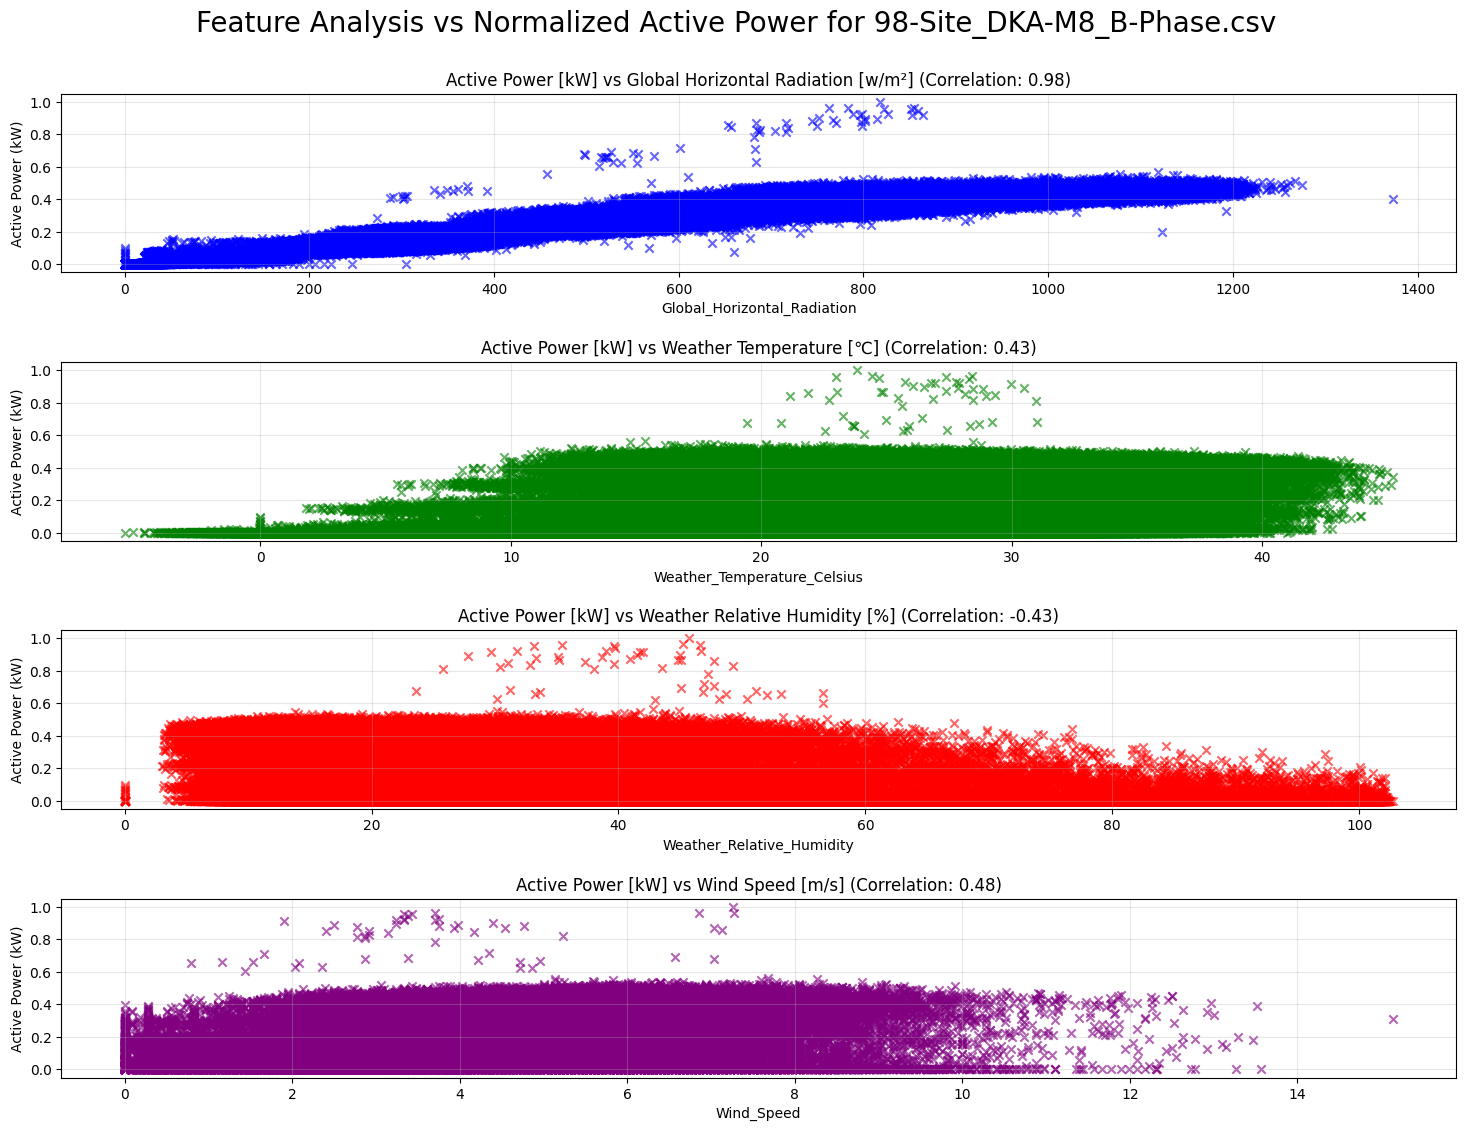 Feature Analysis vs Normalized Active Power for 98-Site_DKA-M8_B-Phase.csv
Active Power [kW] vs Global Horizontal Radiation [w/m²] (Correlation: 0.98)
Active Power (kW)
1.0
0.8
0.6
0.4
0.2
0.0
0 200 400 600 800 1000 1200 1400
Global_Horizontal_Radiation
Active Power [kW] vs Weather Temperature [℃] (Correlation: 0.43)
Active Power (kW)
1.0
0.8
0.6
0.4
0.2
0.0
0 10 20 30 40
Weather_Temperature_Celsius
Active Power [kW] vs Weather Relative Humidity [%] (Correlation: -0.43)
Active Power (kW)
1.0
0.8
0.6
0.4
0.2
0.0
0 20 40 60 80 100
Weather_Relative_Humidity
Active Power [kW] vs Wind Speed [m/s] (Correlation: 0.48)
Active Power (kW)
1.0
0.8
0.6
0.4
0.2
0.0
0 2 4 6 8 10 12 14
Wind_Speed